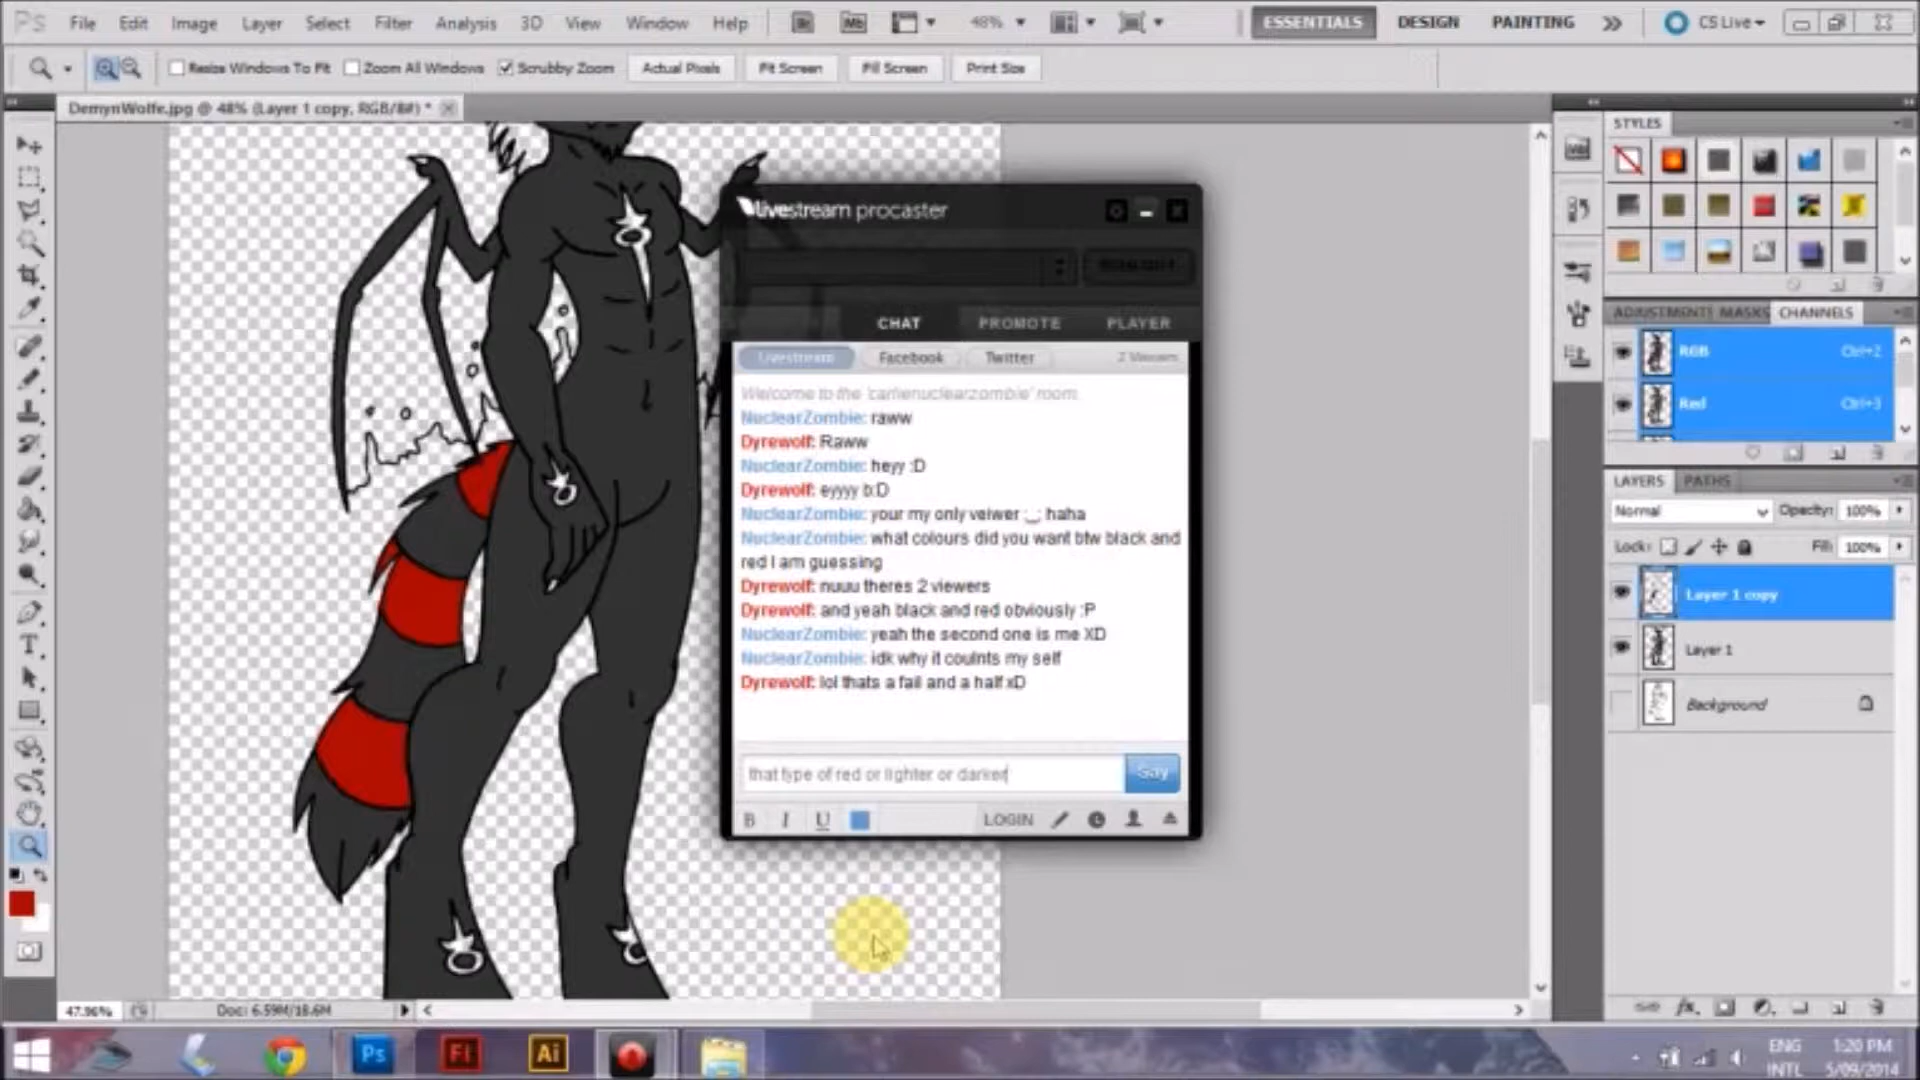 Ps File Edit Image Layer Select Filter Analysis 3D View Window Help Br Mb 48% ESSENTIALS DESIGN PAINTING CS Live
Resize Windows To Fit Zoom All Windows Scrubby Zoom Actual Pixels Fit Screen Fill Screen Print Size
DemynWolfe.jpg @ 48% (Layer 1 copy, RGB/8#) *
livestream procaster
CHAT PROMOTE PLAYER
Livestream Facebook Twitter 2 Viewers
Welcome to the 'carlienuclearzombie' room.
NuclearZombie: raww
Dyrewolf: Raww
NuclearZombie: heyy :D
Dyrewolf: eyyyy b:D
NuclearZombie: your my only veiwer ;_; haha
NuclearZombie: what colours did you want btw black and
red I am guessing
Dyrewolf: nuuu theres 2 viewers
Dyrewolf: and yeah black and red obviously :P
NuclearZombie: yeah the second one is me XD
NuclearZombie: idk why it coulnts my self
Dyrewolf: lol thats a fail and a half xD
that type of red or lighter or darker Say
B I U LOGIN
STYLES
ADJUSTMENTS MASKS CHANNELS
RGB Ctrl+2
Red Ctrl+3
LAYERS PATHS
Normal Opacity: 100%
Lock: Fill: 100%
Layer 1 copy
Layer 1
Background
47.96% Doc: 6.59M/18.6M
Ps Fl Ai
ENG 1:20 PM
INTL 5/09/2014